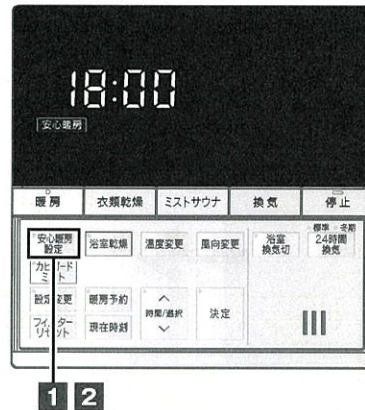 18:00
安心暖房
暖房 衣類乾燥 ミストサウナ 換気 停止
標準 冬期
安心暖房 浴室乾燥 温度変更 風向変更 浴室 24時間
設定 換気切 換気
カビ ード
ミ ト
設定変更 暖房予約 時間/選択 決定
フィルター 現在時刻
リセット
1 2